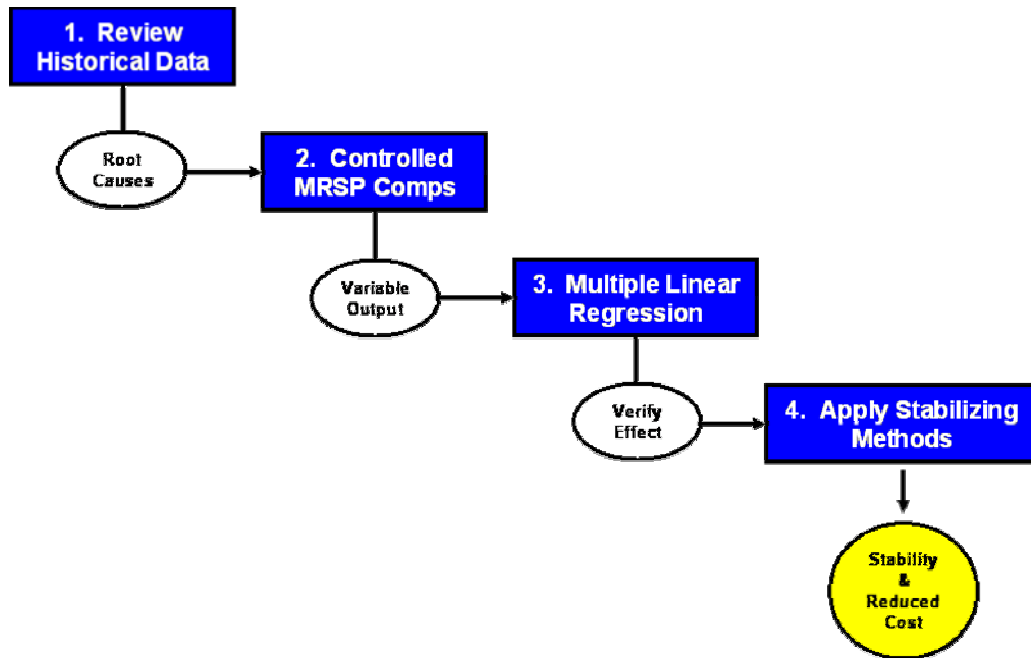 1. Review
Historical Data
Root
Causes
2. Controlled
MRSP Comps
Variable
Output
3. Multiple Linear
Regression
Verify
Effect
4. Apply Stabilizing
Methods
Stability
&
Reduced
Cost